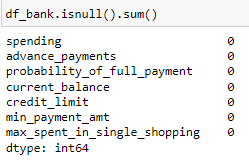 df_bank.isnull().sum()
spending 0
advance_payments 0
probability_of_full_payment 0
current_balance 0
credit_limit 0
min_payment_amt 0
max_spent_in_single_shopping 0
dtype: int64